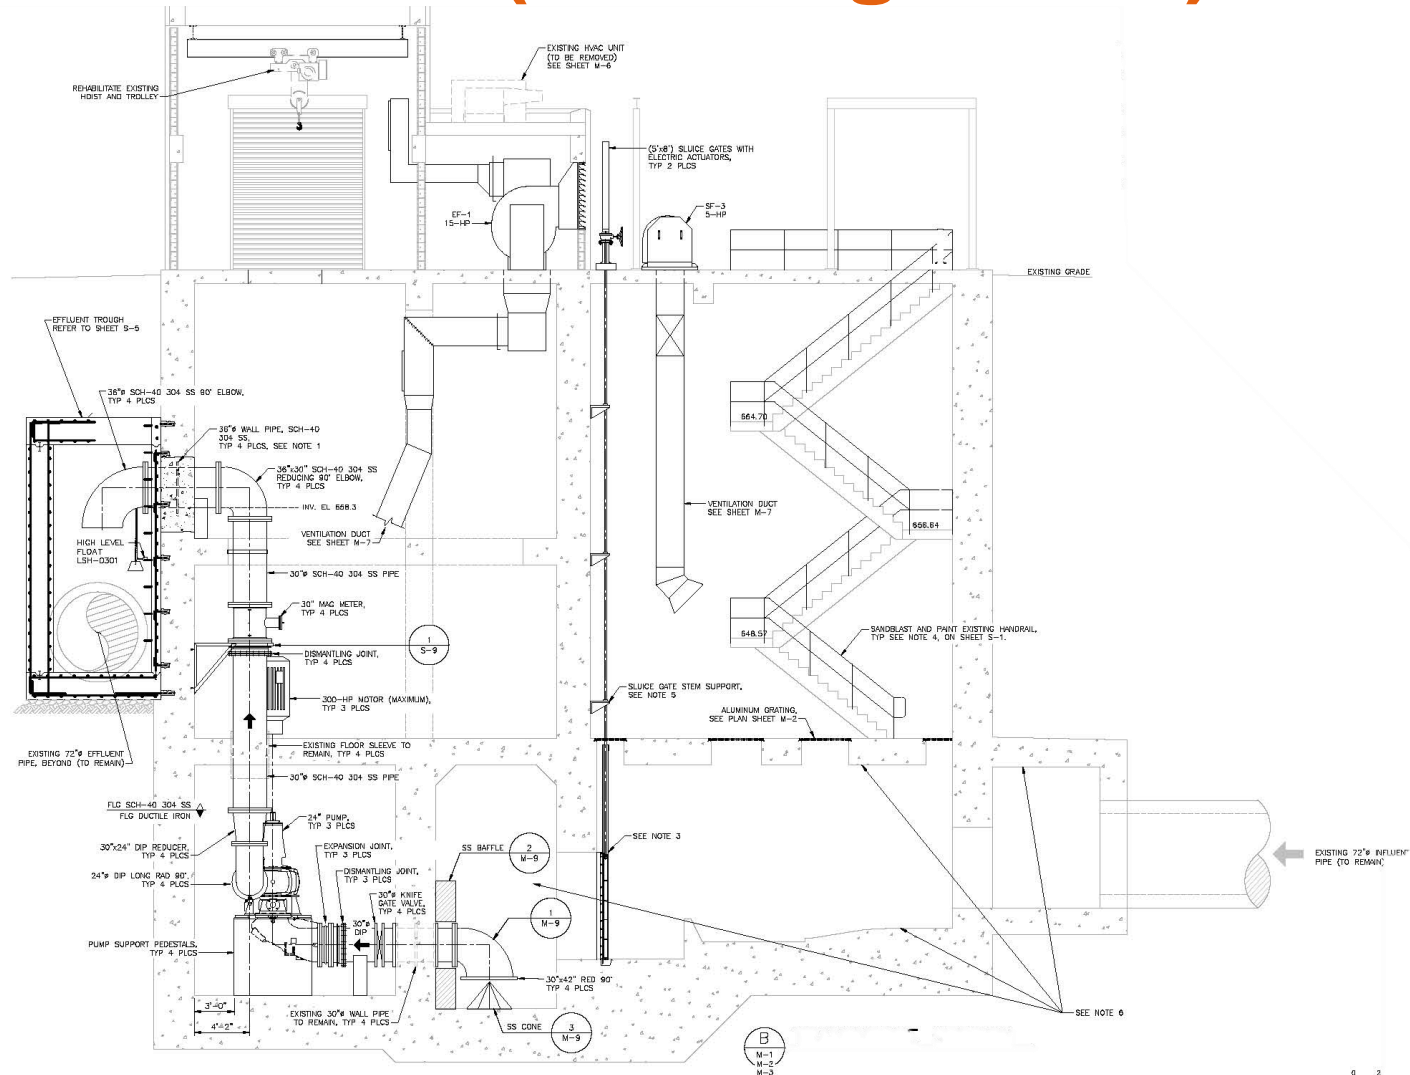 EXISTING HVAC UNIT
(TO BE REMOVED)
SEE SHEET M-6
REHABILITATE EXISTING
HOIST AND TROLLEY
(5'x8') SLUICE GATES WITH
ELECTRIC ACTUATORS,
TYP 2 PLCS
EF-1
15-HP
SF-3
5-HP
EXISTING GRADE
EFFLUENT TROUGH
REFER TO SHEET S-5
36"ø SCH-40 304 SS 90° ELBOW,
TYP 4 PLCS
36"ø WALL PIPE, SCH-40
304 SS,
TYP 4 PLCS, SEE NOTE 1
36"x30" SCH-40 304 SS
REDUCING 90° ELBOW,
TYP 4 PLCS
INV. EL 658.3
VENTILATION DUCT
SEE SHEET M-7
VENTILATION DUCT
SEE SHEET M-7
664.70
656.64
648.57
HIGH LEVEL
FLOAT
LSH-0301
30"ø SCH-40 304 SS PIPE
30" MAG METER,
TYP 4 PLCS
1
S-9
DISMANTLING JOINT,
TYP 4 PLCS
SANDBLAST AND PAINT EXISTING HANDRAIL,
TYP SEE NOTE 4, ON SHEET S-1.
300-HP MOTOR (MAXIMUM),
TYP 3 PLCS
SLUICE GATE STEM SUPPORT,
SEE NOTE 5
ALUMINUM GRATING,
SEE PLAN SHEET M-2
EXISTING 72"ø EFFLUENT
PIPE, BEYOND (TO REMAIN)
EXISTING FLOOR SLEEVE TO
REMAIN, TYP 4 PLCS
30"ø SCH-40 304 SS PIPE
FLG SCH-40 304 SS
FLG DUCTILE IRON
24" PUMP,
TYP 3 PLCS
30"x24" DIP REDUCER,
TYP 4 PLCS
EXPANSION JOINT,
TYP 3 PLCS
SS BAFFLE
2
M-9
SEE NOTE 3
EXISTING 72"ø INFLUENT
PIPE (TO REMAIN)
24"ø DIP LONG RAD 90°,
TYP 4 PLCS
DISMANTLING JOINT,
TYP 3 PLCS
30"ø KNIFE
GATE VALVE,
TYP 4 PLCS
30"ø
DIP
1
M-9
PUMP SUPPORT PEDESTALS,
TYP 4 PLCS
30"x42" RED 90°
TYP 4 PLCS
3'-0"
4'-2"
EXISTING 30"ø WALL PIPE
TO REMAIN, TYP 4 PLCS
SS CONE
3
M-9
SEE NOTE 6
B
M-1
M-2
M-3
0 2